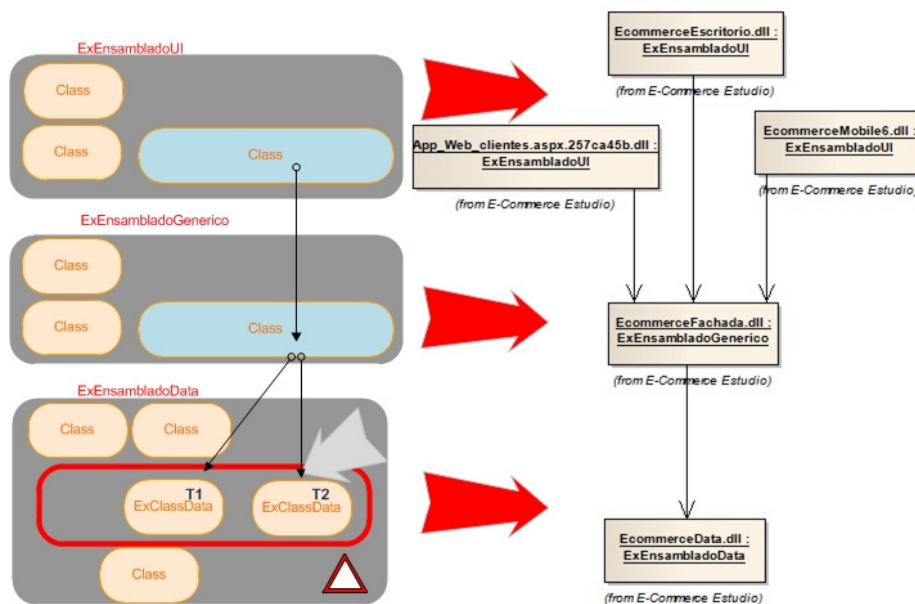 ExEnsambladoUI
Class
Class
Class
ExEnsambladoGenerico
Class
Class
Class
ExEnsambladoData
Class
Class
T1
ExClassData
T2
ExClassData
Class
EcommerceEscritorio.dll :
ExEnsambladoUI
(from E-Commerce Estudio)
App_Web_clientes.aspx.257ca45b.dll :
ExEnsambladoUI
(from E-Commerce Estudio)
EcommerceMobile6.dll :
ExEnsambladoUI
(from E-Commerce Estudio)
EcommerceFachada.dll :
ExEnsambladoGenerico
(from E-Commerce Estudio)
EcommerceData.dll :
ExEnsambladoData
(from E-Commerce Estudio)